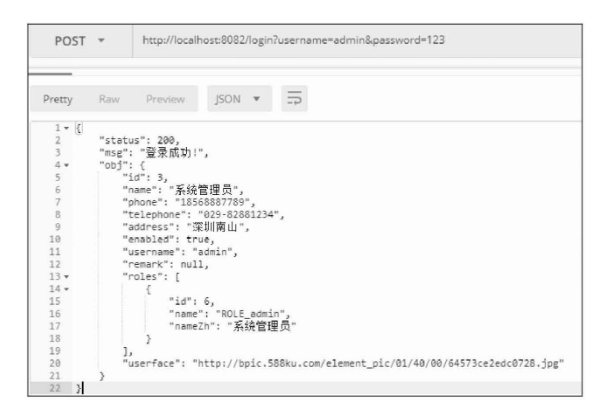 POST http://localhost:8082/login?username=admin&password=123
Pretty Raw Preview JSON
1 {
2 "status": 200,
3 "msg": "登录成功!",
4 "obj": {
5 "id": 3,
6 "name": "系统管理员",
7 "phone": "18568887789",
8 "telephone": "029-82881234",
9 "address": "深圳南山",
10 "enabled": true,
11 "username": "admin",
12 "remark": null,
13 "roles": [
14 {
15 "id": 6,
16 "name": "ROLE_admin",
17 "nameZh": "系统管理员"
18 }
19 ],
20 "userface": "http://bpic.588ku.com/element_pic/01/40/00/64573ce2edc0728.jpg"
21 }
22 }